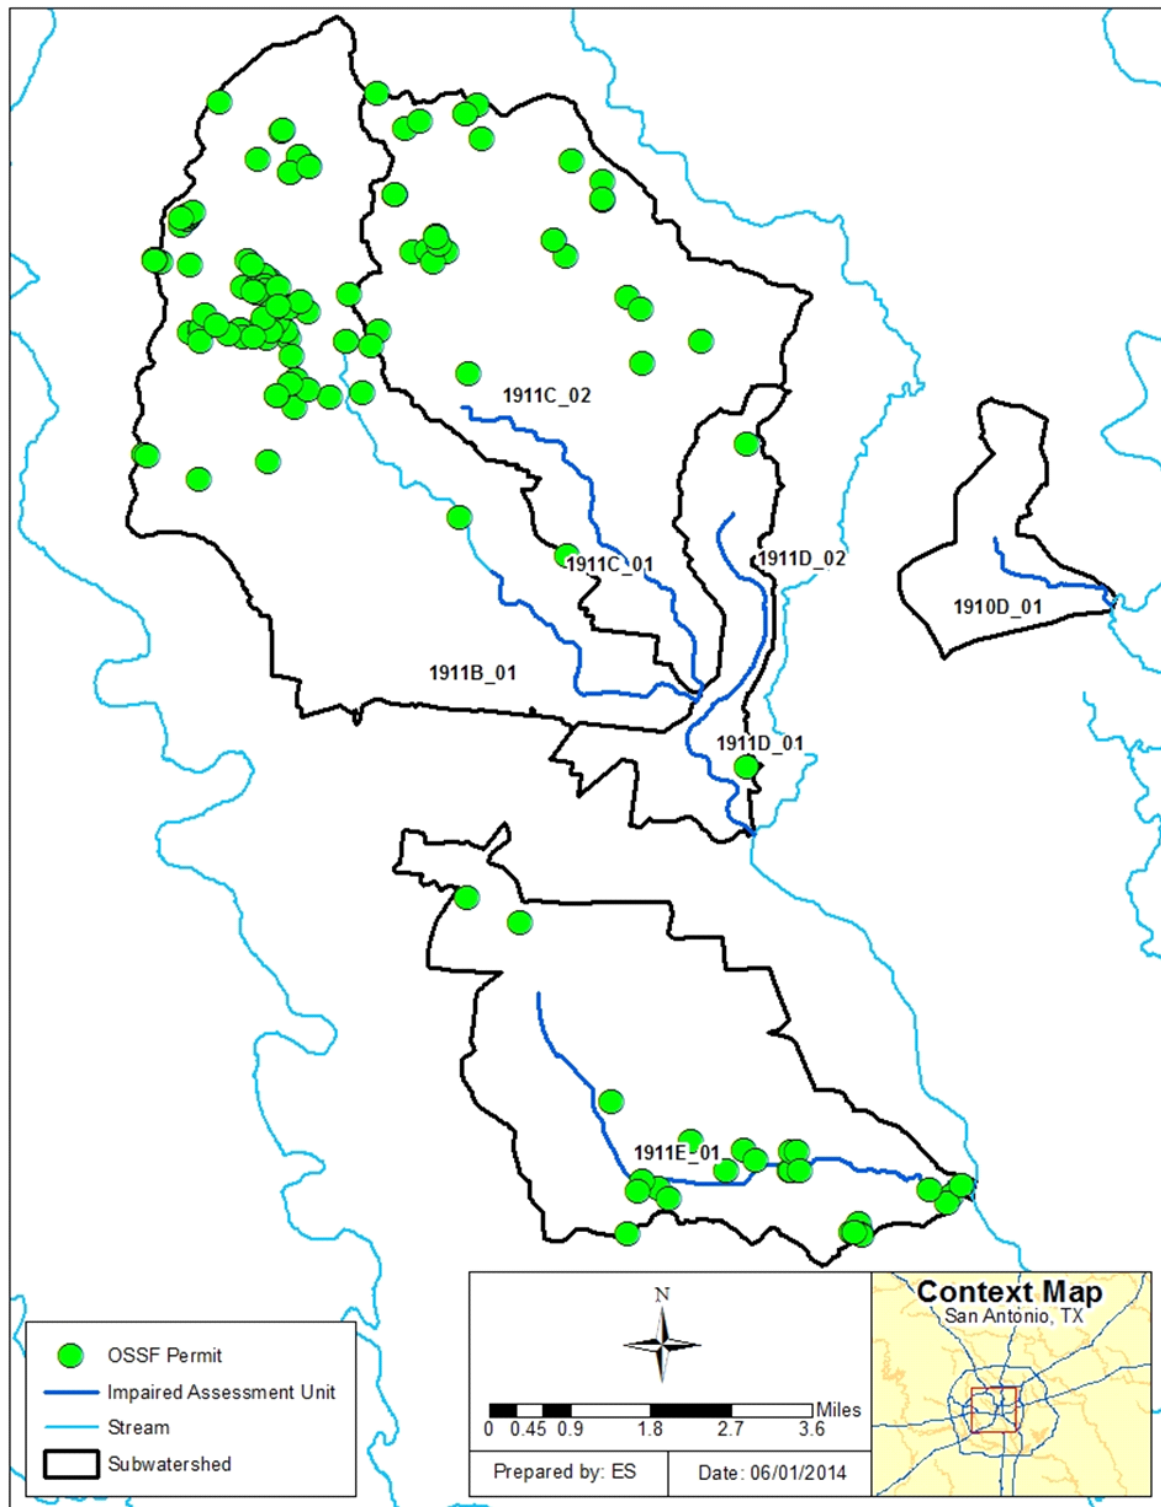 1911C_02
1911C_01
1911D_02
1910D_01
1911B_01
1911D_01
1911E_01
OSSF Permit
Impaired Assessment Unit
Stream
Subwatershed
N
Miles
0 0.45 0.9 1.8 2.7 3.6
Prepared by: ES
Date: 06/01/2014
Context Map
San Antonio, TX